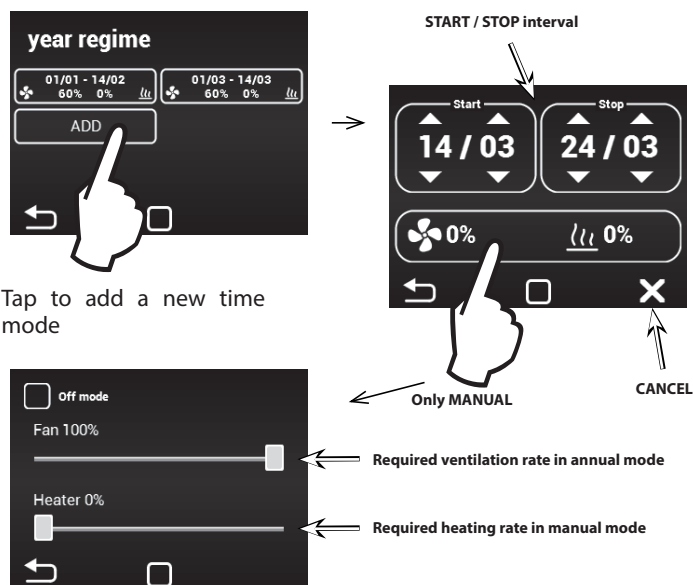 year regime
01/01 - 14/02
60% 0%
01/03 - 14/03
60% 0%
ADD
Tap to add a new time
mode
START / STOP interval
Start
14 / 03
Stop
24 / 03
0%
0%
Only MANUAL
CANCEL
Off mode
Fan 100%
Required ventilation rate in annual mode
Heater 0%
Required heating rate in manual mode